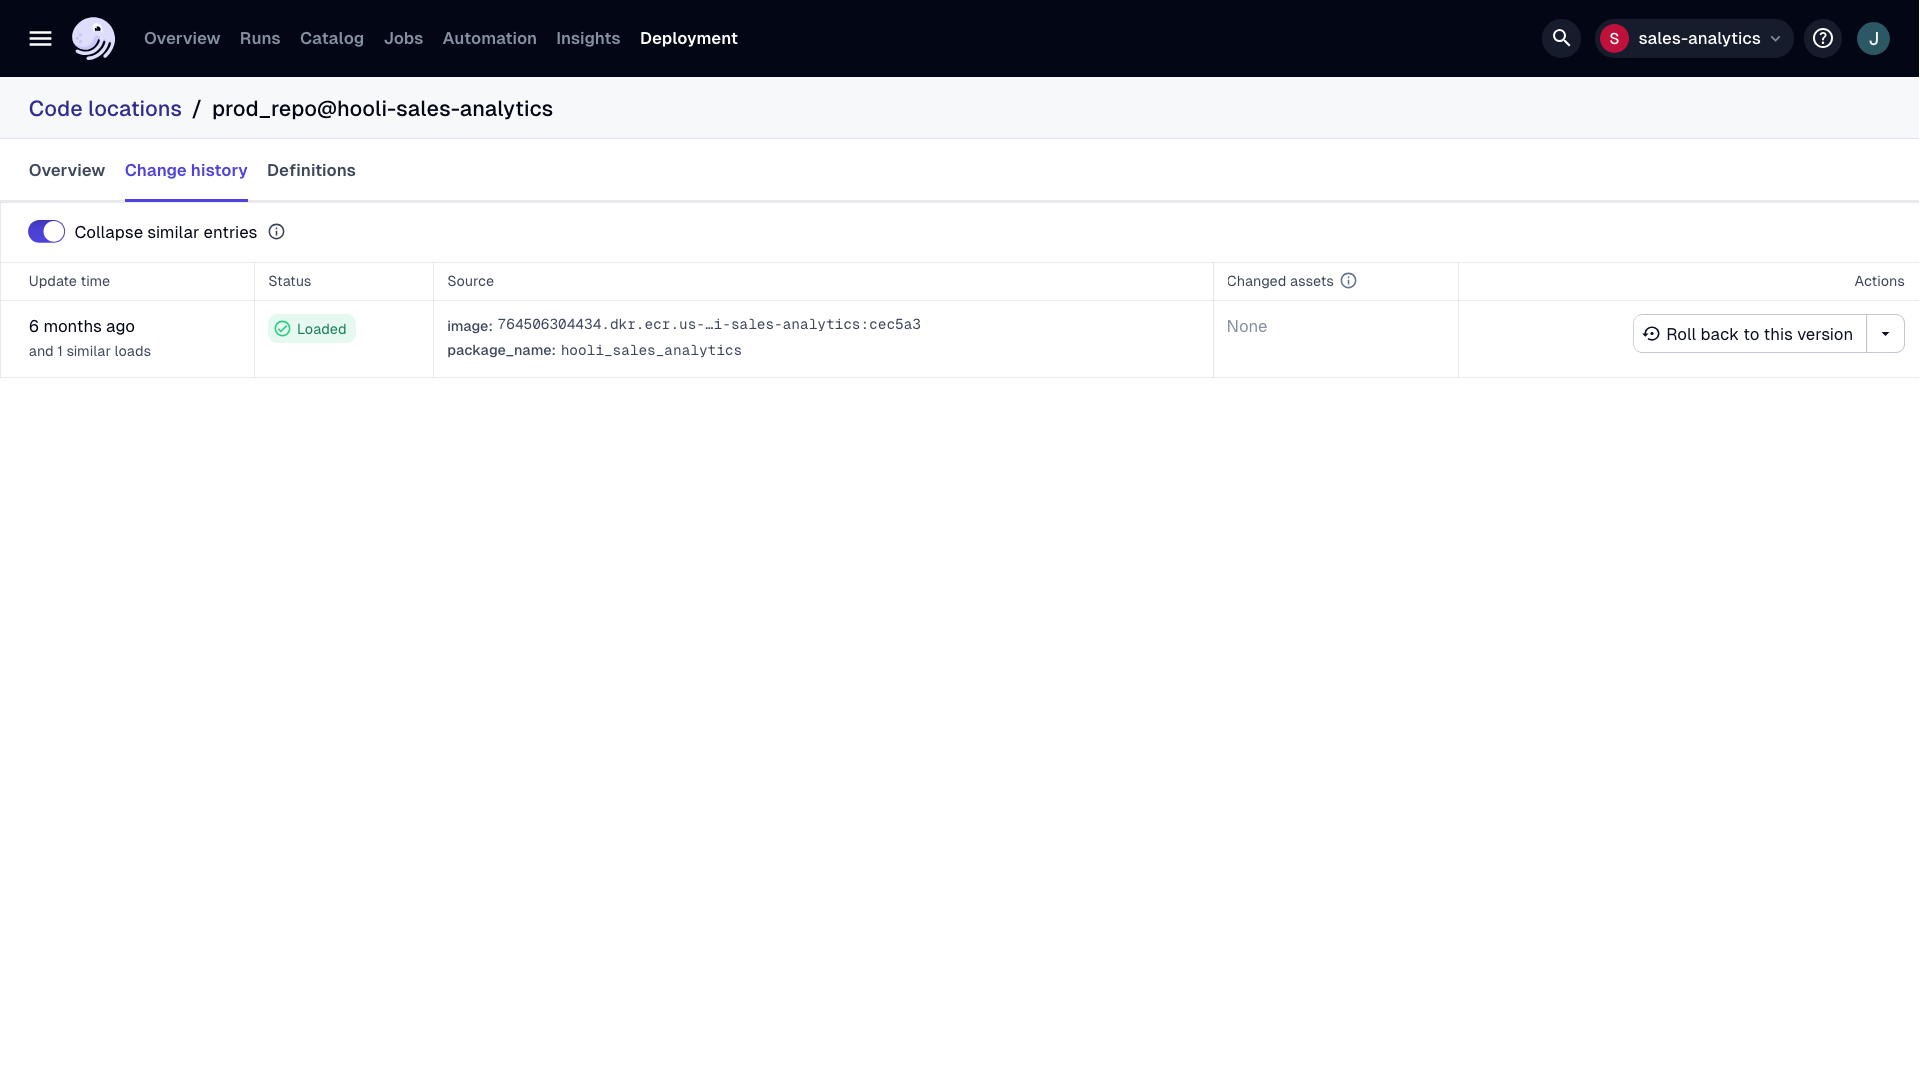 Overview Runs Catalog Jobs Automation Insights Deployment S sales-analytics J
Code locations / prod_repo@hooli-sales-analytics
Overview Change history Definitions
Collapse similar entries
Update time Status Source Changed assets Actions
6 months ago Loaded image: 764506304434.dkr.ecr.us-…i-sales-analytics:cec5a3 None Roll back to this version
and 1 similar loads package_name: hooli_sales_analytics